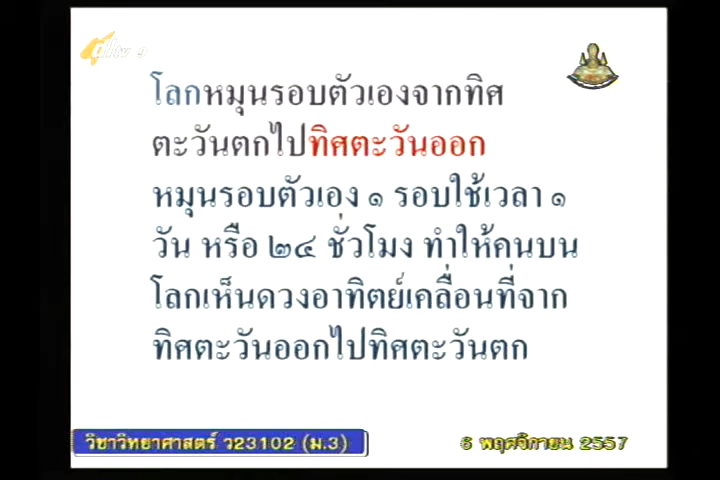 โลกหมุนรอบตัวเองจากทิศ
ตะวันตกไปทิศตะวันออก
หมุนรอบตัวเอง ๑ รอบใช้เวลา ๑
วัน หรือ ๒๔ ชั่วโมง ทำให้คนบน
โลกเห็นดวงอาทิตย์เคลื่อนที่จาก
ทิศตะวันออกไปทิศตะวันตก
วิชาวิทยาศาสตร์ ว23102 (ม.3)
6 พฤศจิกายน 2557